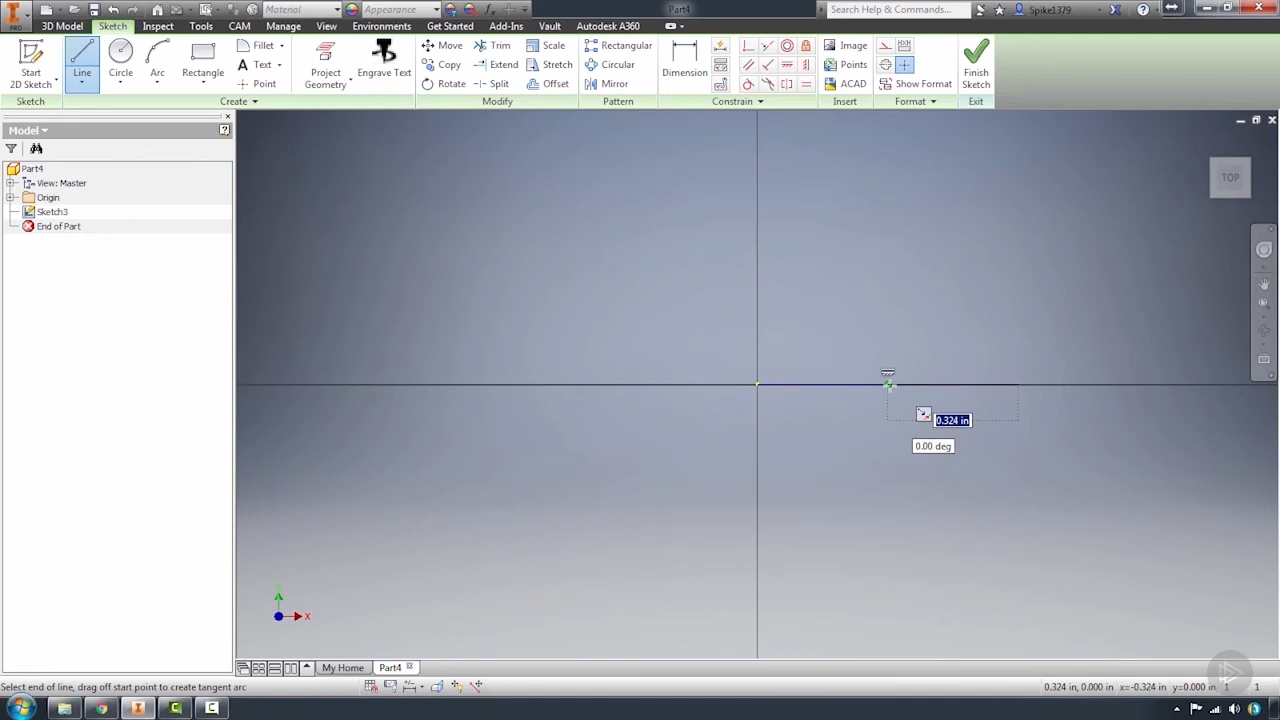 Material
Appearance
Part4
Search Help & Commands...
Spike1379
PRO
3D Model
Sketch
Inspect
Tools
CAM
Manage
View
Environments
Get Started
Add-Ins
Vault
Autodesk A360
Start
2D Sketch
Line
Circle
Arc
Rectangle
Fillet
Text
Point
Project
Geometry
Engrave Text
Move
Copy
Rotate
Trim
Extend
Split
Scale
Stretch
Offset
Rectangular
Circular
Mirror
Dimension
Image
Points
ACAD
Show Format
Finish
Sketch
Sketch
Create
Modify
Pattern
Constrain
Insert
Format
Exit
Model
Part4
View: Master
Origin
Sketch3
End of Part
TOP
0.324 in
0.00 deg
X
My Home
Part4
Select end of line, drag off start point to create tangent arc
0.324 in, 0.000 in
x=-0.324 in
y=0.000 in
1
1